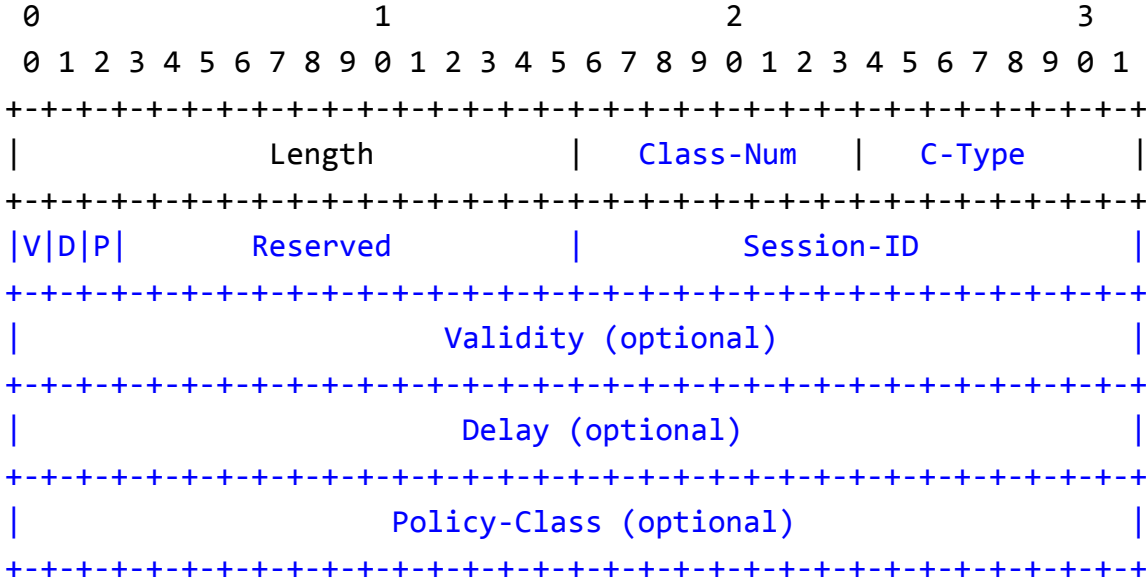 0                   1                   2                   3
 0 1 2 3 4 5 6 7 8 9 0 1 2 3 4 5 6 7 8 9 0 1 2 3 4 5 6 7 8 9 0 1
+-+-+-+-+-+-+-+-+-+-+-+-+-+-+-+-+-+-+-+-+-+-+-+-+-+-+-+-+-+-+-+-+
|              Length           |   Class-Num   |   C-Type      |
+-+-+-+-+-+-+-+-+-+-+-+-+-+-+-+-+-+-+-+-+-+-+-+-+-+-+-+-+-+-+-+-+
|V|D|P|       Reserved          |         Session-ID            |
+-+-+-+-+-+-+-+-+-+-+-+-+-+-+-+-+-+-+-+-+-+-+-+-+-+-+-+-+-+-+-+-+
|                        Validity (optional)                    |
+-+-+-+-+-+-+-+-+-+-+-+-+-+-+-+-+-+-+-+-+-+-+-+-+-+-+-+-+-+-+-+-+
|                         Delay (optional)                      |
+-+-+-+-+-+-+-+-+-+-+-+-+-+-+-+-+-+-+-+-+-+-+-+-+-+-+-+-+-+-+-+-+
|                     Policy-Class (optional)                   |
+-+-+-+-+-+-+-+-+-+-+-+-+-+-+-+-+-+-+-+-+-+-+-+-+-+-+-+-+-+-+-+-+